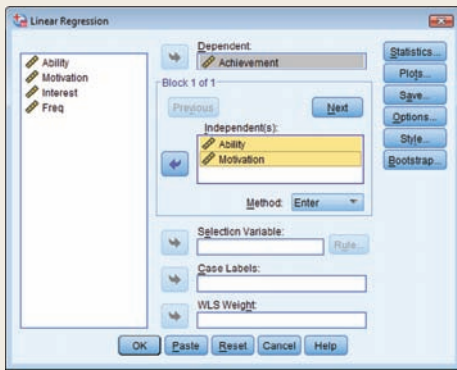 Linear Regression
Ability
Motivation
Interest
Freq
Dependent:
Achievement
Block 1 of 1
Previous
Next
Independent(s):
Ability
Motivation
Method: Enter
Selection Variable:
Rule...
Case Labels:
WLS Weight:
Statistics...
Plots...
Save...
Options...
Style...
Bootstrap...
OK Paste Reset Cancel Help